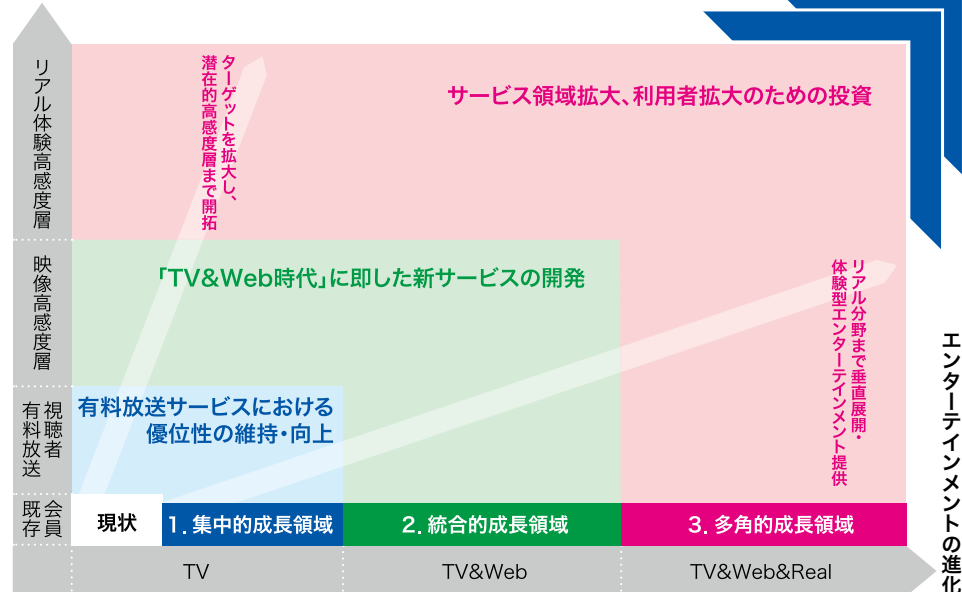 リアル体験高感度層
映像高感度層
視聴者
有料放送
会員
既存
ターゲットを拡大し、
潜在的高感度層まで開拓
サービス領域拡大、利用者拡大のための投資
「TV&Web時代」に即した新サービスの開発
リアル分野まで垂直展開・
体験型エンターテインメント提供
有料放送サービスにおける
優位性の維持・向上
現状
1. 集中的成長領域
2. 統合的成長領域
3. 多角的成長領域
TV
TV&Web
TV&Web&Real
エンターテインメントの進化